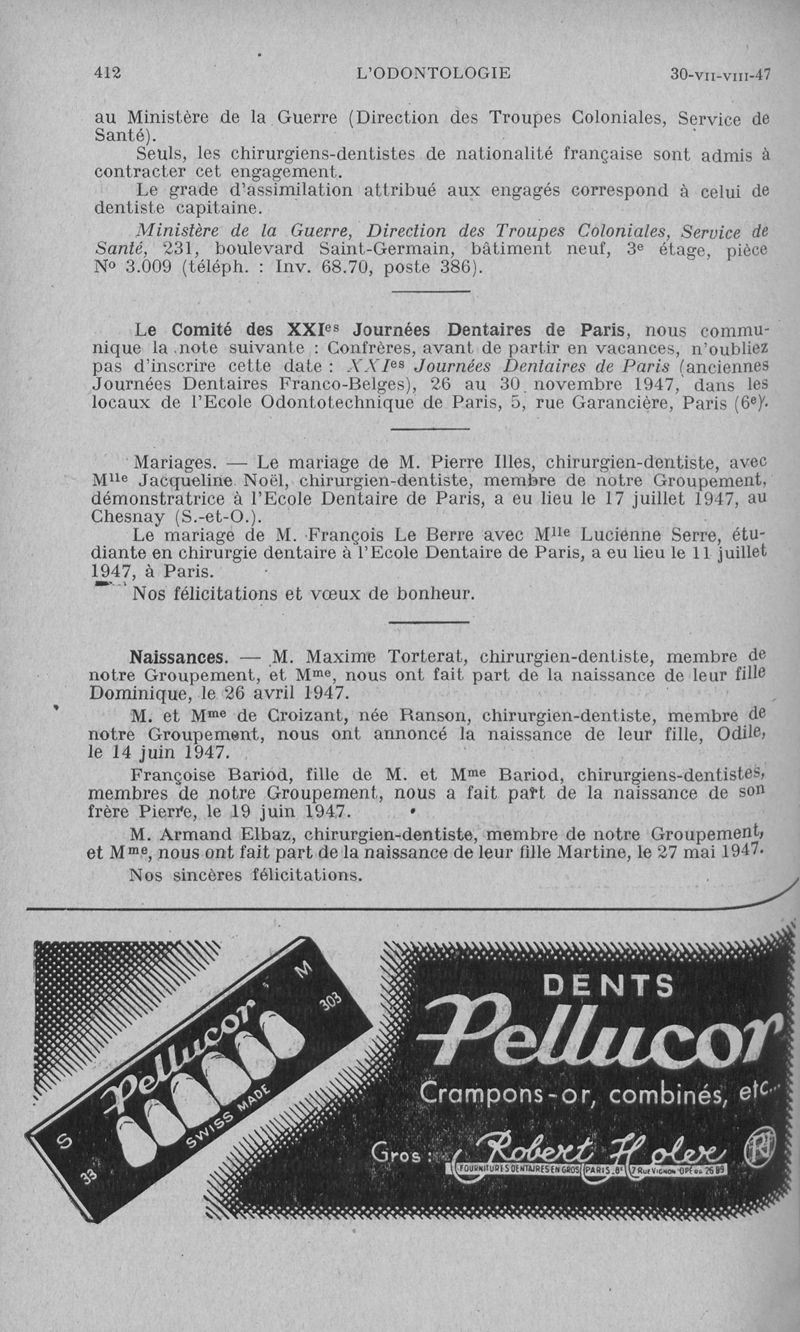 412 L'ODONTOLOGIE 30-VII-VIII-47
au Ministère de la Guerre (Direction des Troupes Coloniales, Service de
Santé).
Seuls, les chirurgiens-dentistes de nationalité française sont admis à
contracter cet engagement.
Le grade d'assimilation attribué aux engagés correspond à celui de
dentiste capitaine.
Ministère de la Guerre, Direction des Troupes Coloniales, Service de
Santé, 231, boulevard Saint-Germain, bâtiment neuf, 3e étage, pièce
No 3.009 (téléph. : Inv. 68.70, poste 386).
Le Comité des XXIes Journées Dentaires de Paris, nous commu-
nique la note suivante : Confrères, avant de partir en vacances, n'oubliez
pas d'inscrire cette date : XXIes Journées Dentaires de Paris (anciennes
Journées Dentaires Franco-Belges), 26 au 30 novembre 1947, dans les
locaux de l'Ecole Odontotechnique de Paris, 5, rue Garancière, Paris (6e).
Mariages. — Le mariage de M. Pierre Illes, chirurgien-dentiste, avec
Mlle Jacqueline Noël, chirurgien-dentiste, membre de notre Groupement,
démonstratrice à l'Ecole Dentaire de Paris, a eu lieu le 17 juillet 1947, au
Chesnay (S.-et-O.).
Le mariage de M. François Le Berre avec Mlle Lucienne Serre, étu-
diante en chirurgie dentaire à l'Ecole Dentaire de Paris, a eu lieu le 11 juillet
1947, à Paris.
Nos félicitations et vœux de bonheur.
Naissances. — M. Maxime Torterat, chirurgien-dentiste, membre de
notre Groupement, et Mme, nous ont fait part de la naissance de leur fille
Dominique, le 26 avril 1947.
M. et Mme de Croizant, née Ranson, chirurgien-dentiste, membre de
notre Groupement, nous ont annoncé la naissance de leur fille, Odile,
le 14 juin 1947.
Françoise Bariod, fille de M. et Mme Bariod, chirurgiens-dentistes,
membres de notre Groupement, nous a fait part de la naissance de son
frère Pierre, le 19 juin 1947.
M. Armand Elbaz, chirurgien-dentiste, membre de notre Groupement,
et Mme, nous ont fait part de la naissance de leur fille Martine, le 27 mai 1947.
Nos sincères félicitations.
S M
33 303
Pellucor
SWISS MADE
DENTS
Pellucor
Crampons-or, combinés, etc...
Gros : Robert Holer
FOURNITURES DENTAIRES EN GROS PARIS_8e 7 Rue Vignon OPÉra 26 89